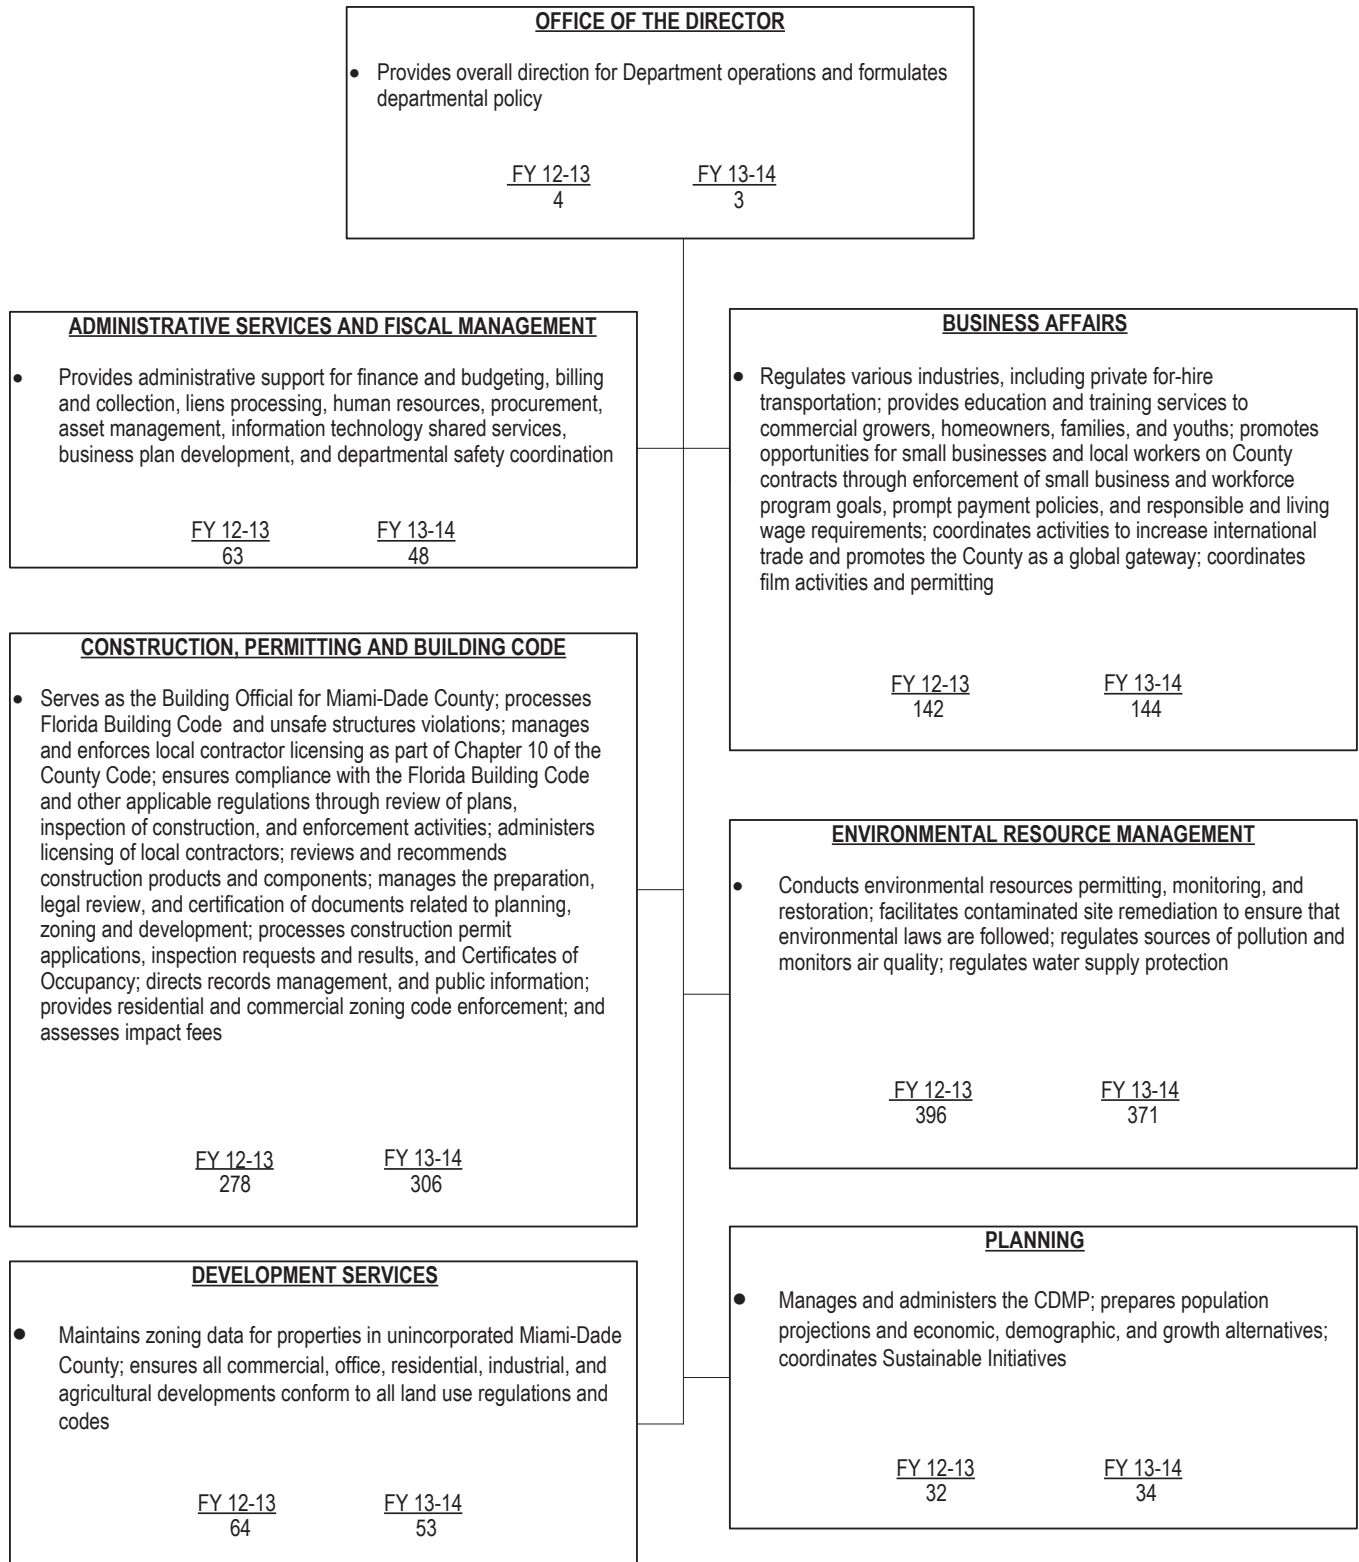 OFFICE OF THE DIRECTOR
• Provides overall direction for Department operations and formulates
departmental policy
FY 12-13 FY 13-14
4 3
ADMINISTRATIVE SERVICES AND FISCAL MANAGEMENT
• Provides administrative support for finance and budgeting, billing
and collection, liens processing, human resources, procurement,
asset management, information technology shared services,
business plan development, and departmental safety coordination
FY 12-13 FY 13-14
63 48
BUSINESS AFFAIRS
• Regulates various industries, including private for-hire
transportation; provides education and training services to
commercial growers, homeowners, families, and youths; promotes
opportunities for small businesses and local workers on County
contracts through enforcement of small business and workforce
program goals, prompt payment policies, and responsible and living
wage requirements; coordinates activities to increase international
trade and promotes the County as a global gateway; coordinates
film activities and permitting
FY 12-13 FY 13-14
142 144
CONSTRUCTION, PERMITTING AND BUILDING CODE
• Serves as the Building Official for Miami-Dade County; processes
Florida Building Code and unsafe structures violations; manages
and enforces local contractor licensing as part of Chapter 10 of the
County Code; ensures compliance with the Florida Building Code
and other applicable regulations through review of plans,
inspection of construction, and enforcement activities; administers
licensing of local contractors; reviews and recommends
construction products and components; manages the preparation,
legal review, and certification of documents related to planning,
zoning and development; processes construction permit
applications, inspection requests and results, and Certificates of
Occupancy; directs records management, and public information;
provides residential and commercial zoning code enforcement; and
assesses impact fees
FY 12-13 FY 13-14
278 306
ENVIRONMENTAL RESOURCE MANAGEMENT
• Conducts environmental resources permitting, monitoring, and
restoration; facilitates contaminated site remediation to ensure that
environmental laws are followed; regulates sources of pollution and
monitors air quality; regulates water supply protection
FY 12-13 FY 13-14
396 371
DEVELOPMENT SERVICES
• Maintains zoning data for properties in unincorporated Miami-Dade
County; ensures all commercial, office, residential, industrial, and
agricultural developments conform to all land use regulations and
codes
FY 12-13 FY 13-14
64 53
PLANNING
• Manages and administers the CDMP; prepares population
projections and economic, demographic, and growth alternatives;
coordinates Sustainable Initiatives
FY 12-13 FY 13-14
32 34